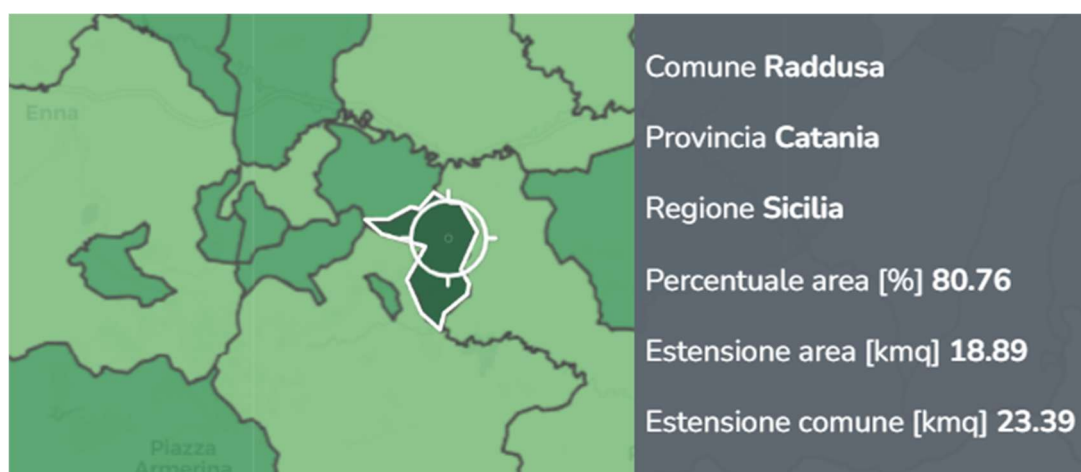 Enna
Piazza
Armerina
Comune Raddusa
Provincia Catania
Regione Sicilia
Percentuale area [%] 80.76
Estensione area [kmq] 18.89
Estensione comune [kmq] 23.39